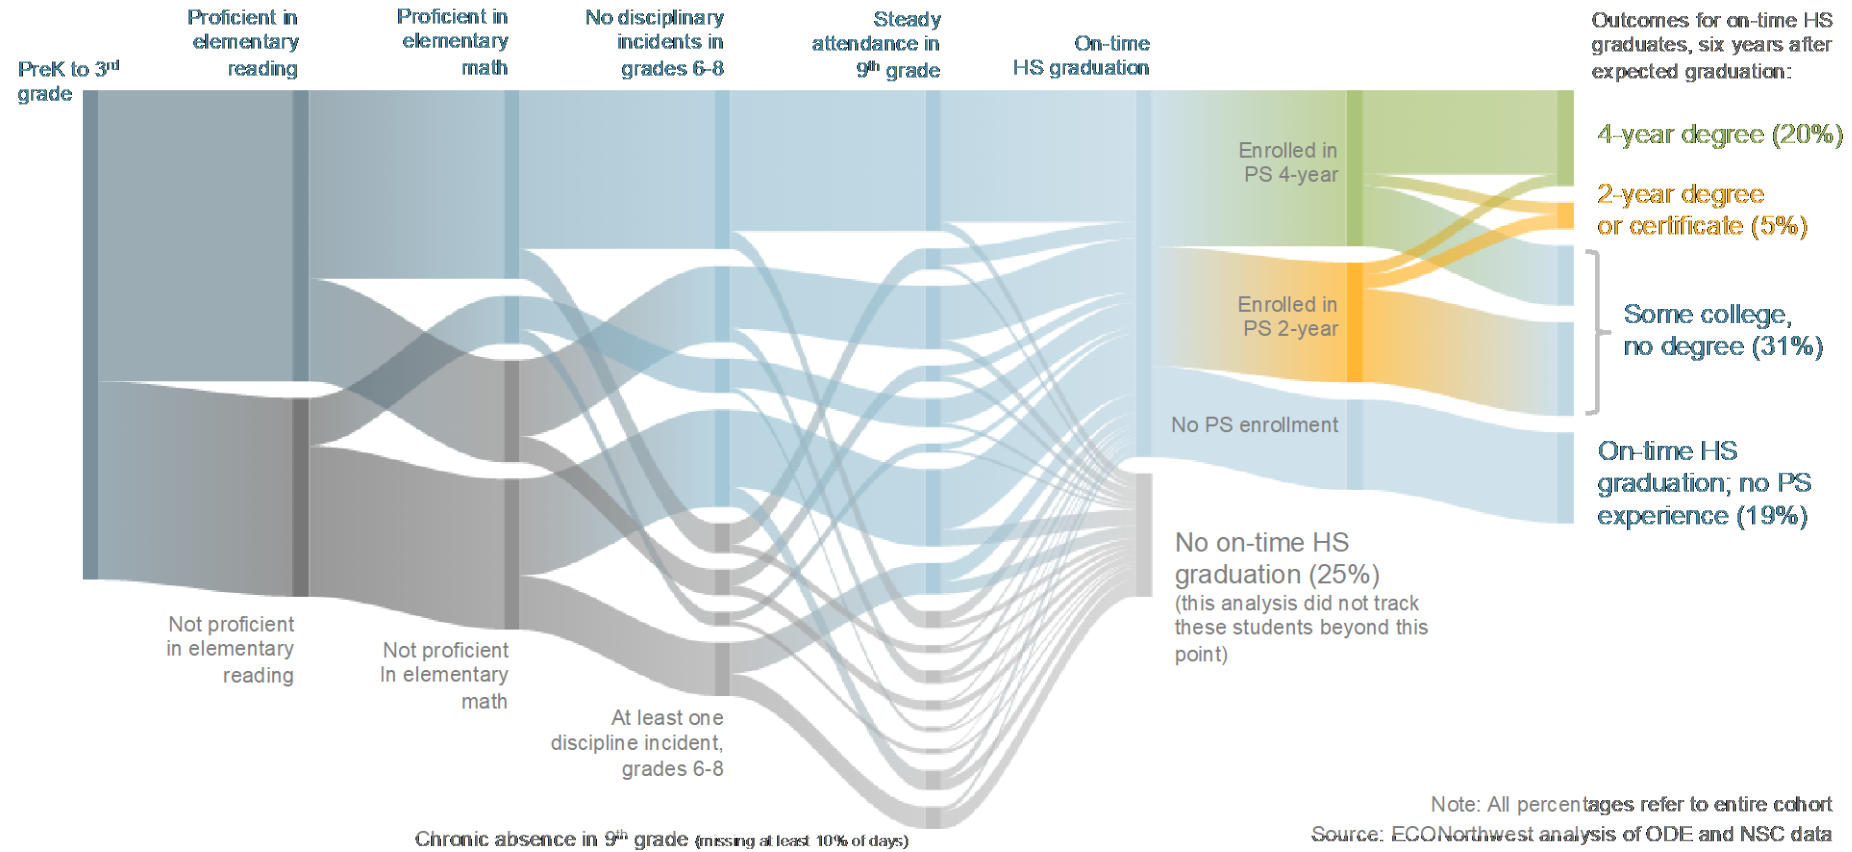 PreK to 3rd
grade
Proficient in
elementary
reading
Proficient in
elementary
math
No disciplinary
incidents in
grades 6-8
Steady
attendance in
9th grade
On-time
HS graduation
Outcomes for on-time HS
graduates, six years after
expected graduation:
Enrolled in
PS 4-year
4-year degree (20%)
2-year degree
or certificate (5%)
Enrolled in
PS 2-year
Some college,
no degree (31%)
No PS enrollment
On-time HS
graduation; no PS
experience (19%)
No on-time HS
graduation (25%)
(this analysis did not track
these students beyond this
point)
Not proficient
in elementary
reading
Not proficient
In elementary
math
At least one
discipline incident,
grades 6-8
Chronic absence in 9th grade (missing at least 10% of days)
Note: All percentages refer to entire cohort
Source: ECONorthwest analysis of ODE and NSC data